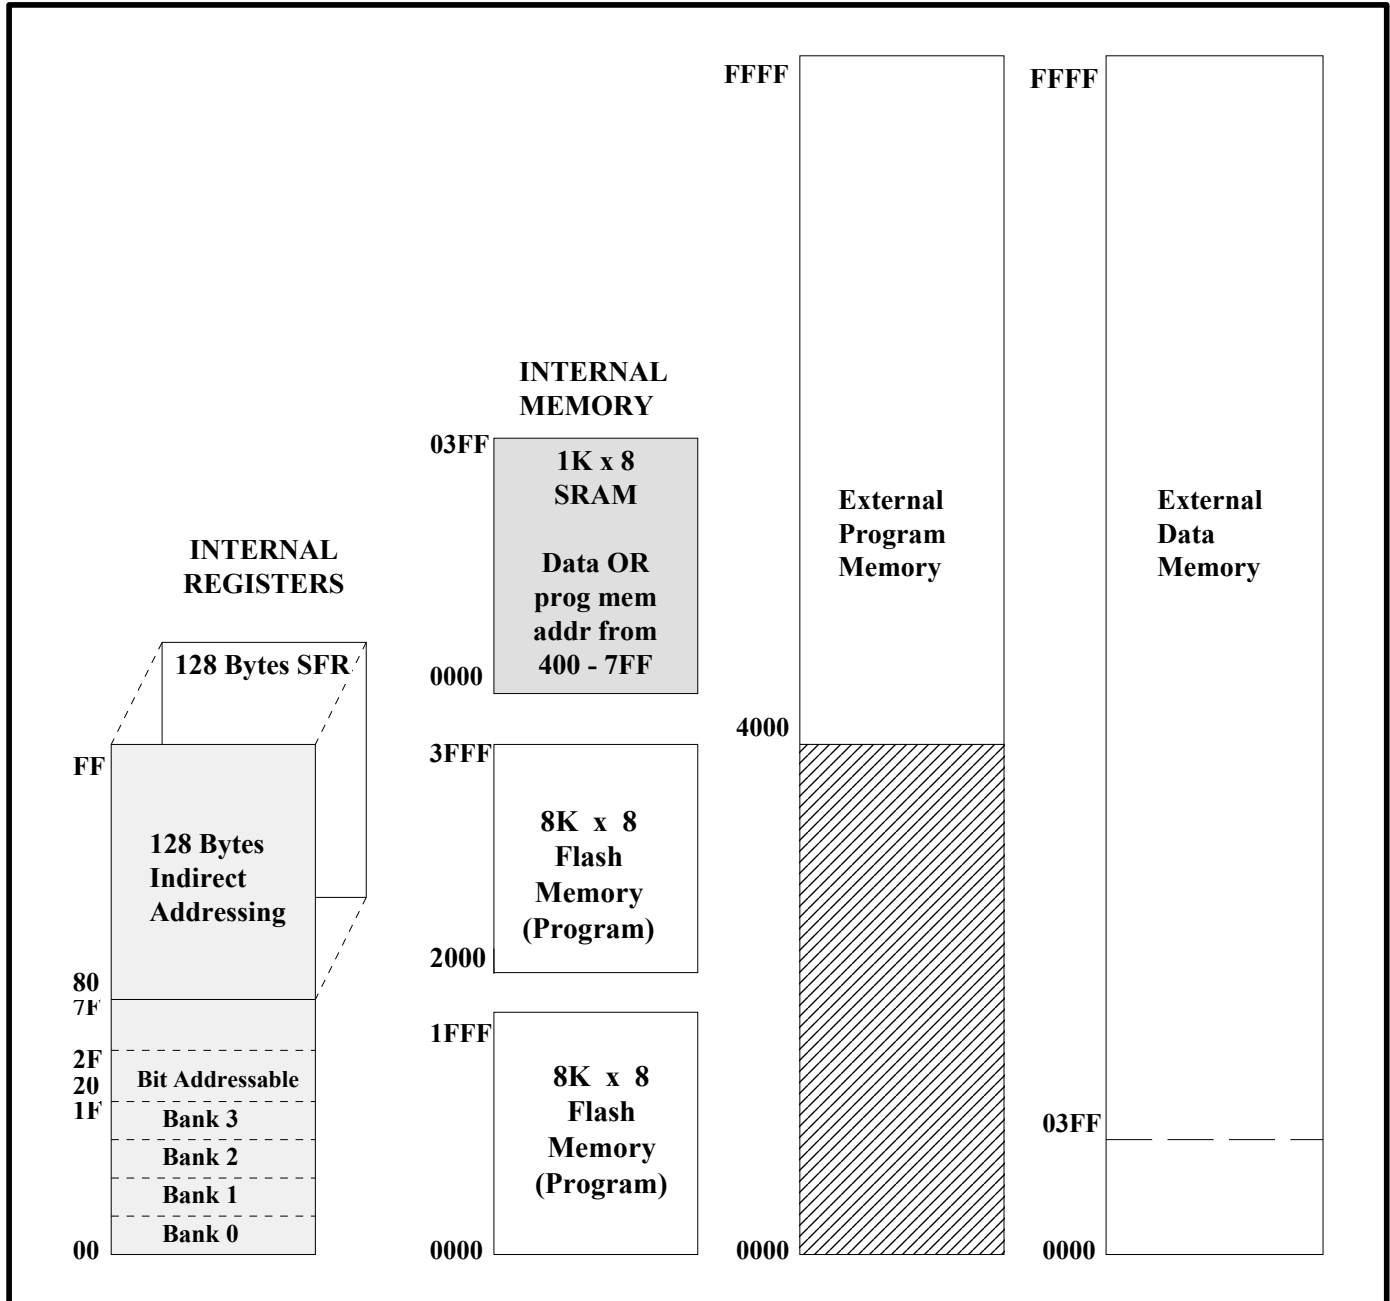 INTERNAL
REGISTERS
128 Bytes SFR
FF
128 Bytes
Indirect
Addressing
80
7F
2F
20
Bit Addressable
1F
Bank 3
Bank 2
Bank 1
Bank 0
00
INTERNAL
MEMORY
03FF
1K x 8
SRAM
Data OR
prog mem
addr from
400 - 7FF
0000
3FFF
8K x 8
Flash
Memory
(Program)
2000
1FFF
8K x 8
Flash
Memory
(Program)
0000
FFFF
External
Program
Memory
4000
0000
FFFF
External
Data
Memory
03FF
0000